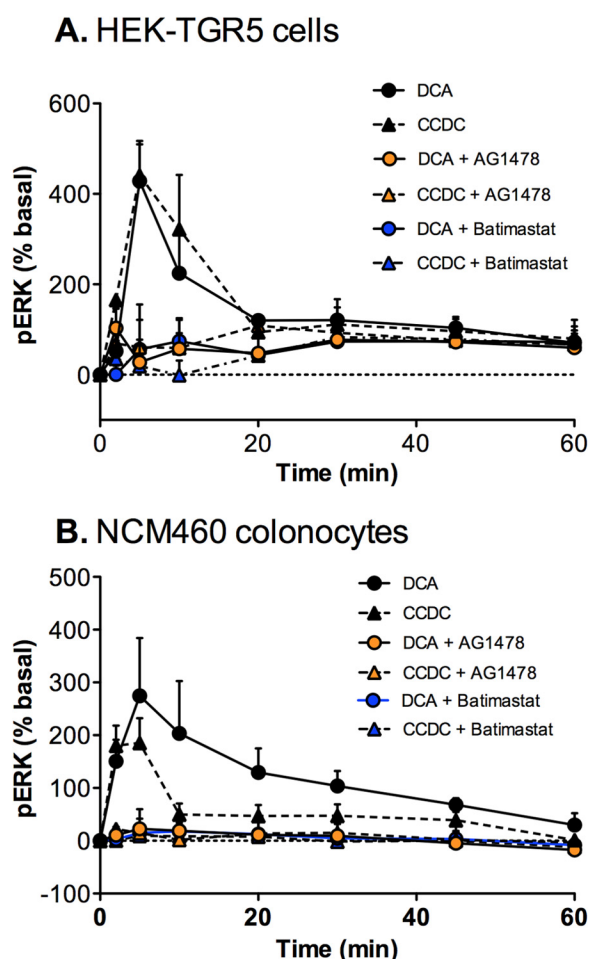 A. HEK-TGR5 cells
DCA
CCDC
DCA + AG1478
CCDC + AG1478
DCA + Batimastat
CCDC + Batimastat
600
400
200
0
pERK (% basal)
0
20
40
60
Time (min)
B. NCM460 colonocytes
DCA
CCDC
DCA + AG1478
CCDC + AG1478
DCA + Batimastat
CCDC + Batimastat
500
400
300
200
100
0
-100
pERK (% basal)
0
20
40
60
Time (min)